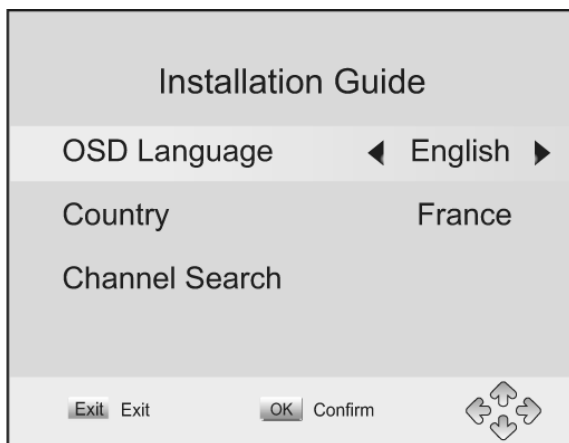 Installation Guide
OSD Language English
Country France
Channel Search
Exit Exit OK Confirm